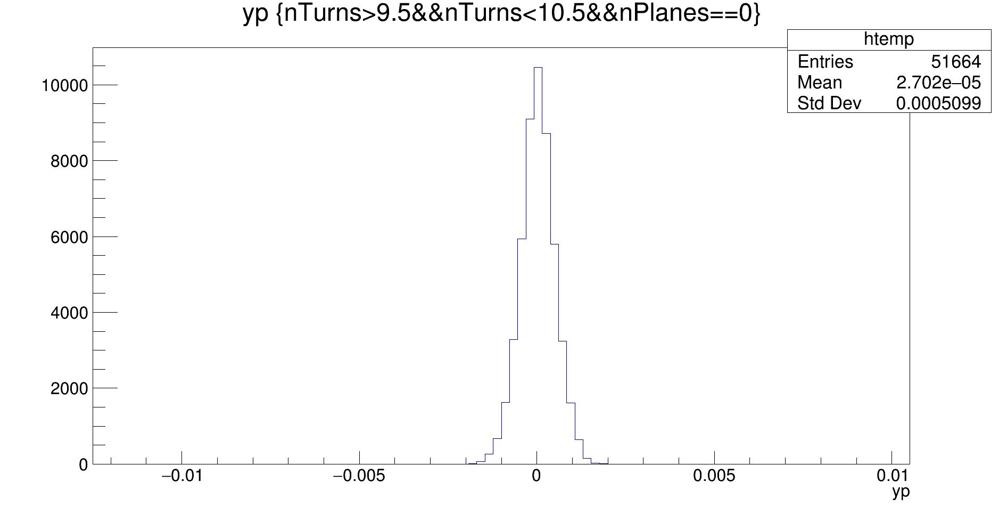 yp {nTurns>9.5&&nTurns<10.5&&nPlanes==0}
htemp
Entries 51664
Mean 2.702e−05
Std Dev 0.0005099
10000
8000
6000
4000
2000
0
−0.01 −0.005 0 0.005 0.01
yp